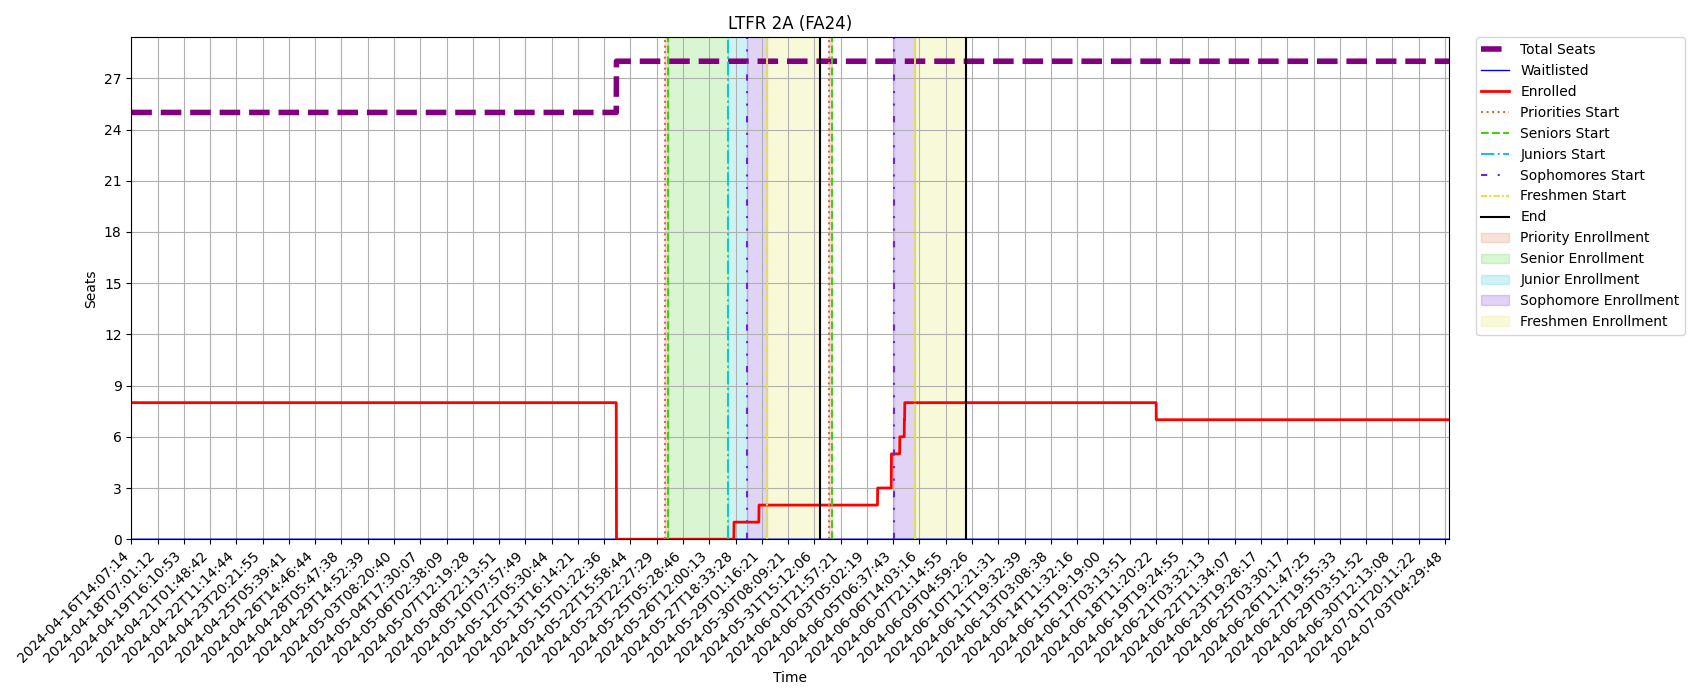 LTFR 2A (FA24)
Seats
27
24
21
18
15
12
9
6
3
0
2024-04-16T14:07:14
2024-04-18T07:01:12
2024-04-19T16:10:53
2024-04-21T01:48:42
2024-04-22T11:14:44
2024-04-23T20:21:55
2024-04-25T05:39:41
2024-04-26T14:46:44
2024-04-28T05:47:38
2024-04-29T14:52:39
2024-05-03T08:20:40
2024-05-04T17:30:07
2024-05-07T12:38:09
2024-05-07T12:19:28
2024-05-08T22:13:51
2024-05-10T07:57:49
2024-05-12T05:30:44
2024-05-13T16:14:21
2024-05-15T01:22:36
2024-05-22T15:58:44
2024-05-23T22:27:29
2024-05-25T05:28:46
2024-05-26T12:00:13
2024-05-27T18:33:28
2024-05-29T01:16:21
2024-05-30T08:09:21
2024-05-31T15:12:06
2024-06-01T21:57:21
2024-06-03T05:02:19
2024-06-05T06:37:43
2024-06-06T14:03:16
2024-06-07T21:14:55
2024-06-09T04:59:26
2024-06-10T12:21:31
2024-06-11T19:32:39
2024-06-13T03:08:38
2024-06-14T11:32:16
2024-06-15T19:19:00
2024-06-17T03:13:51
2024-06-18T11:20:22
2024-06-19T19:24:55
2024-06-21T03:32:13
2024-06-22T11:34:07
2024-06-23T19:28:17
2024-06-25T03:30:17
2024-06-26T11:47:25
2024-06-27T19:55:33
2024-06-29T03:51:52
2024-06-30T12:13:08
2024-07-01T20:11:22
2024-07-03T04:29:48
Time
Total Seats
Waitlisted
Enrolled
Priorities Start
Seniors Start
Juniors Start
Sophomores Start
Freshmen Start
End
Priority Enrollment
Senior Enrollment
Junior Enrollment
Sophomore Enrollment
Freshmen Enrollment